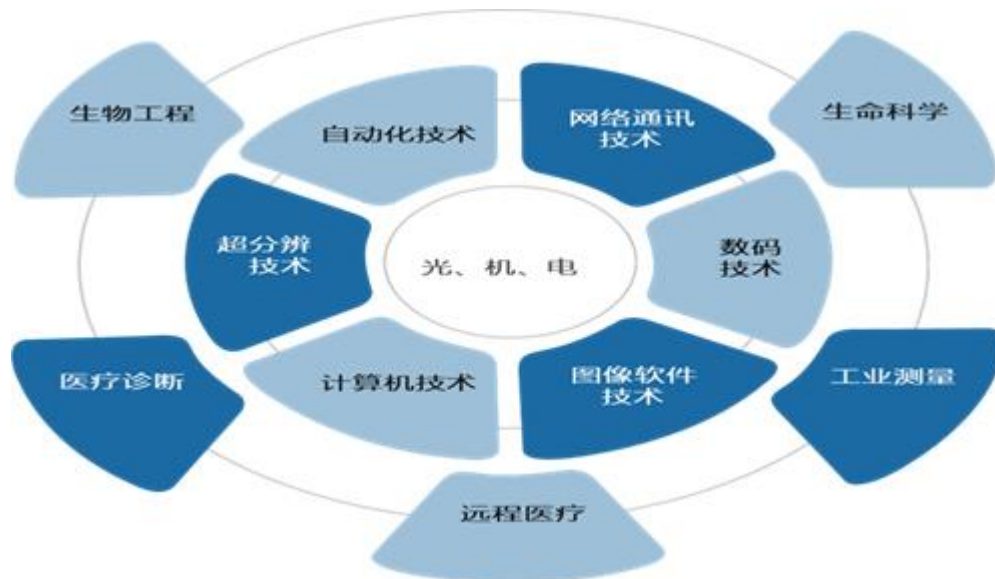 生物工程
生命科学
自动化技术
网络通讯
技术
超分辨
技术
光、机、电
数码
技术
医疗诊断
计算机技术
图像软件
技术
工业测量
远程医疗